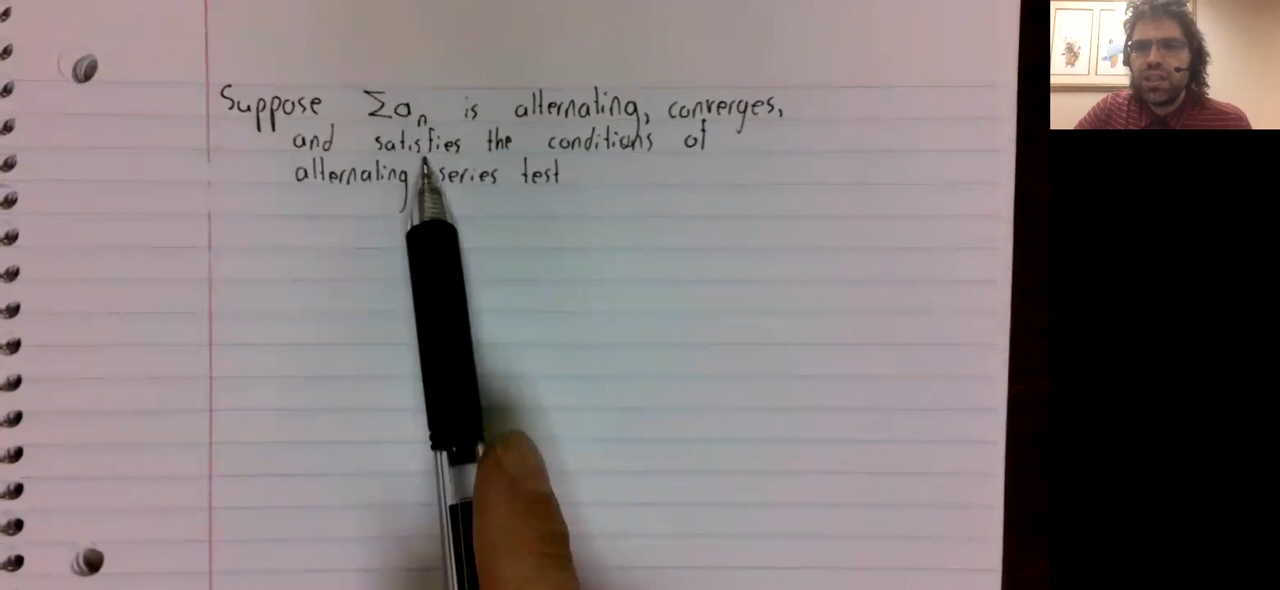 Suppose Σaₙ is alternating, converges,
and satisfies the conditions of
alternating series test